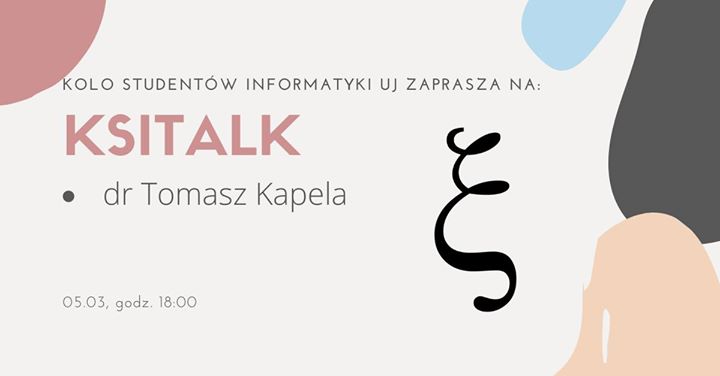 KOLO STUDENTÓW INFORMATYKI UJ ZAPRASZA NA:
KSITALK
• dr Tomasz Kapela
ξ
05.03, godz. 18:00